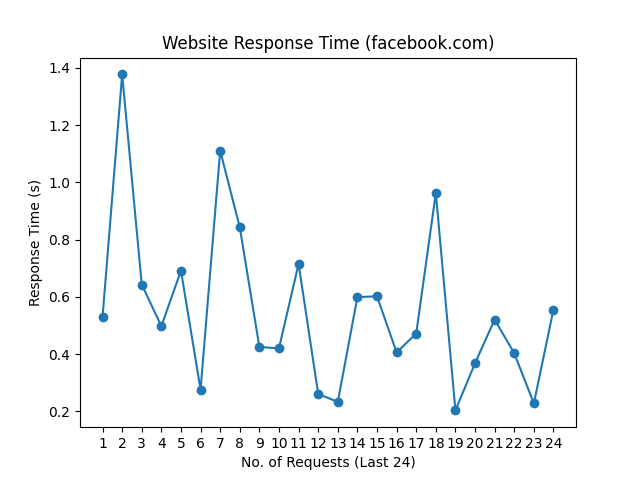 Website Response Time (facebook.com)
1.4
1.2
1.0
0.8
0.6
0.4
0.2
Response Time (s)
1 2 3 4 5 6 7 8 9 10 11 12 13 14 15 16 17 18 19 20 21 22 23 24
No. of Requests (Last 24)